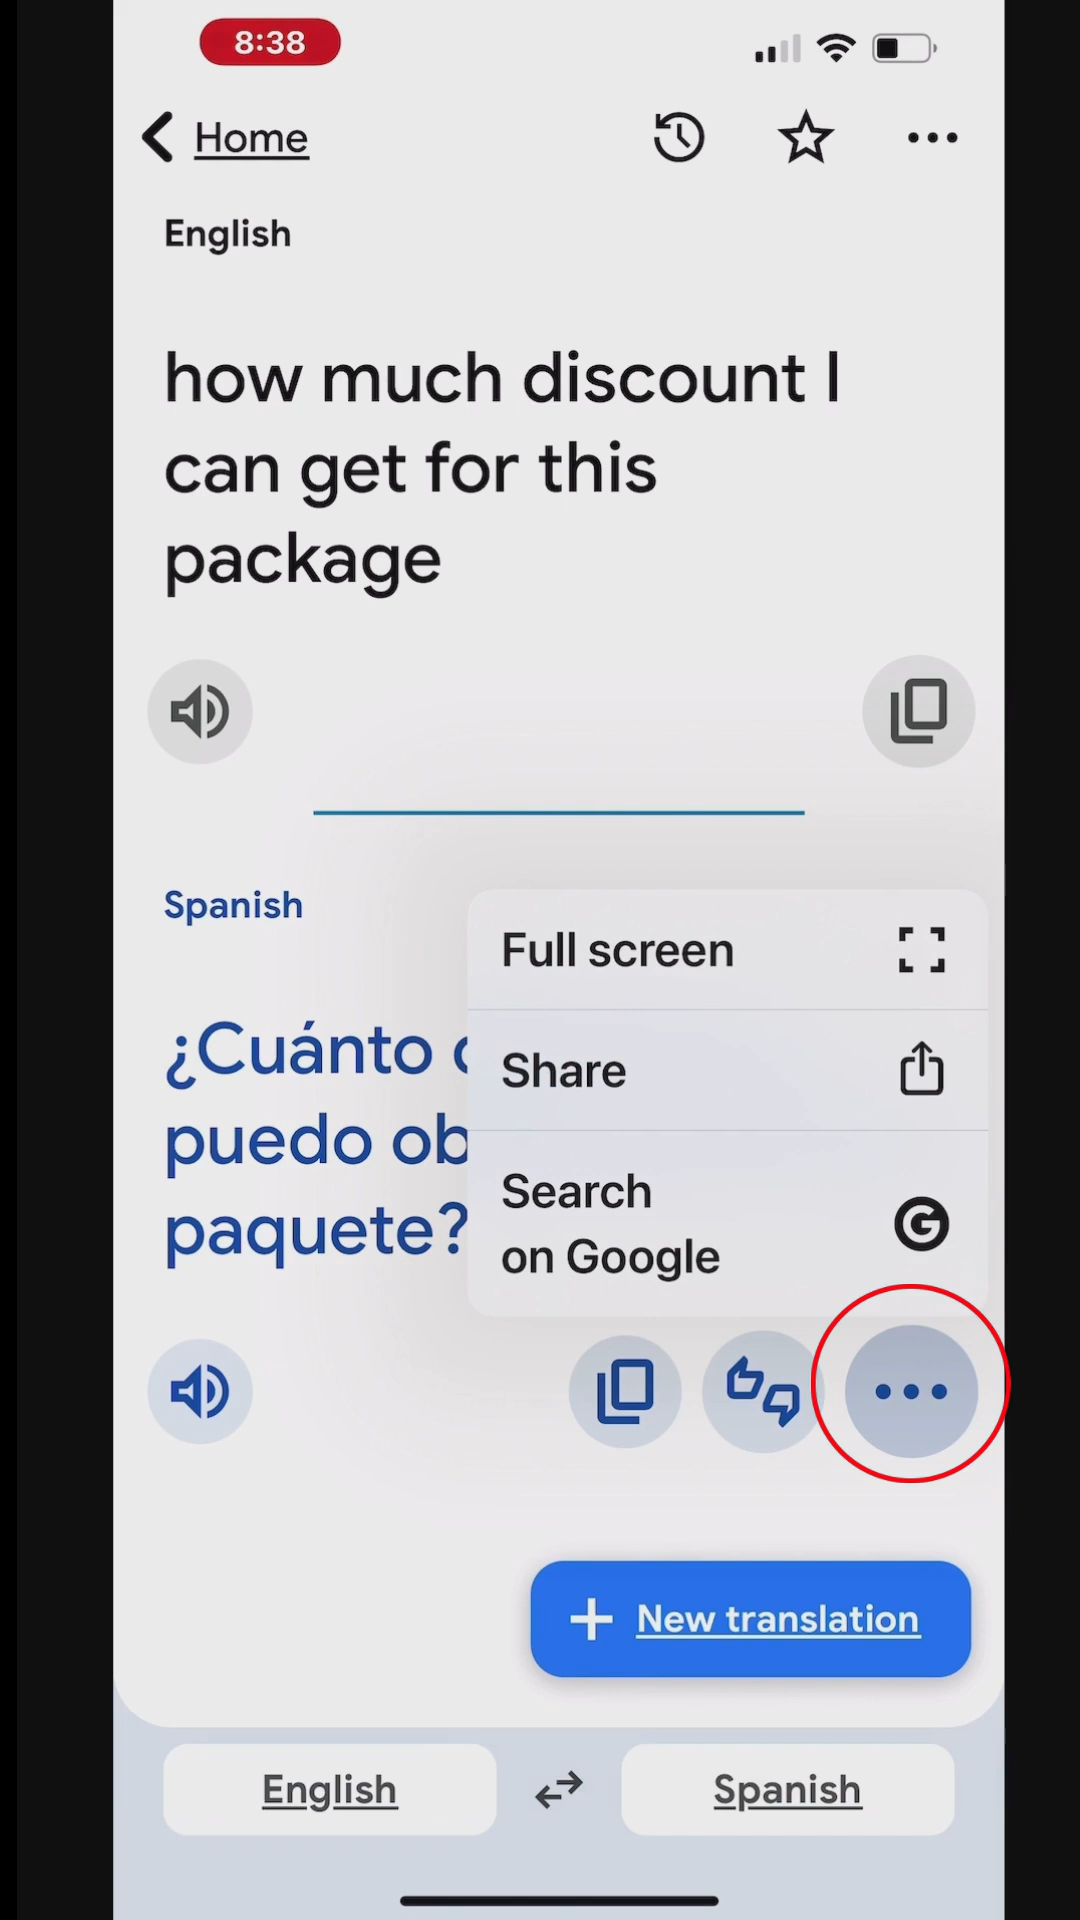 8:38
Home
English
how much discount I
can get for this
package
Spanish
Full screen
¿Cuánto
Share
puedo
Search
on Google
paquete?
New translation
English
Spanish